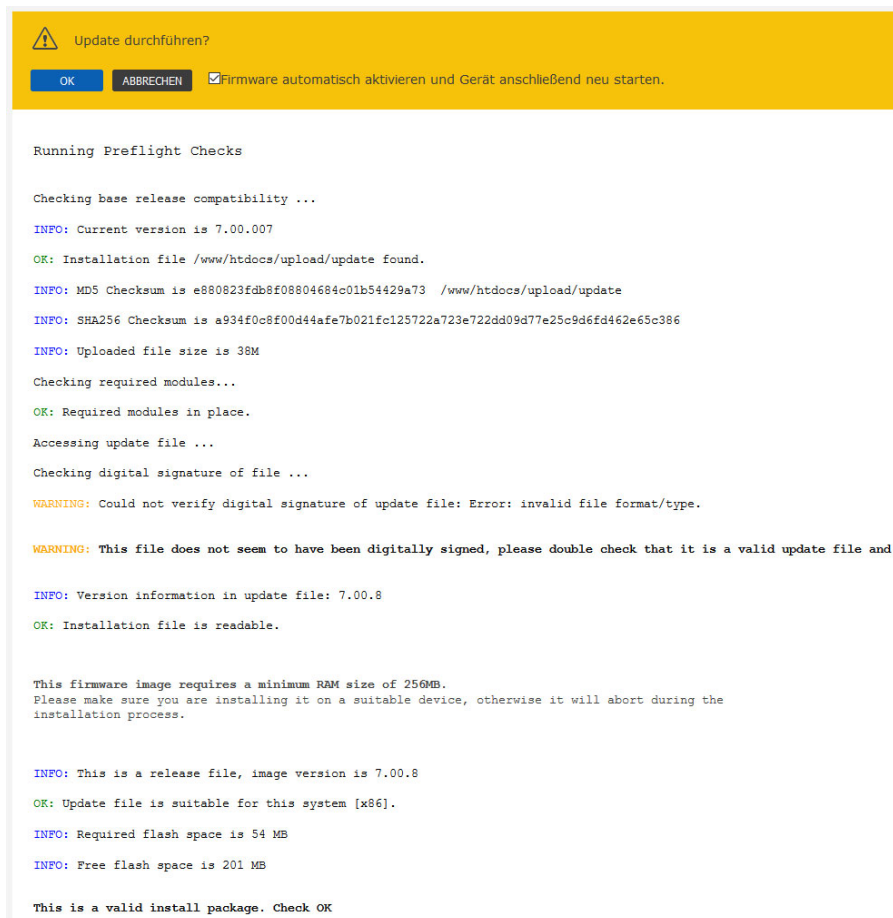 Update durchführen?
OK ABBRECHEN Firmware automatisch aktivieren und Gerät anschließend neu starten.
Running Preflight Checks
Checking base release compatibility ...
INFO: Current version is 7.00.007
OK: Installation file /www/htdocs/upload/update found.
INFO: MD5 Checksum is e880823fdb8f08804684c01b54429a73 /www/htdocs/upload/update
INFO: SHA256 Checksum is a934f0c8f00d44afe7b021fc125722a723e722dd09d77e25c9d6fd462e65c386
INFO: Uploaded file size is 38M
Checking required modules...
OK: Required modules in place.
Accessing update file ...
Checking digital signature of file ...
WARNING: Could not verify digital signature of update file: Error: invalid file format/type.
WARNING: This file does not seem to have been digitally signed, please double check that it is a valid update file and
INFO: Version information in update file: 7.00.8
OK: Installation file is readable.
This firmware image requires a minimum RAM size of 256MB.
Please make sure you are installing it on a suitable device, otherwise it will abort during the
installation process.
INFO: This is a release file, image version is 7.00.8
OK: Update file is suitable for this system [x86].
INFO: Required flash space is 54 MB
INFO: Free flash space is 201 MB
This is a valid install package. Check OK